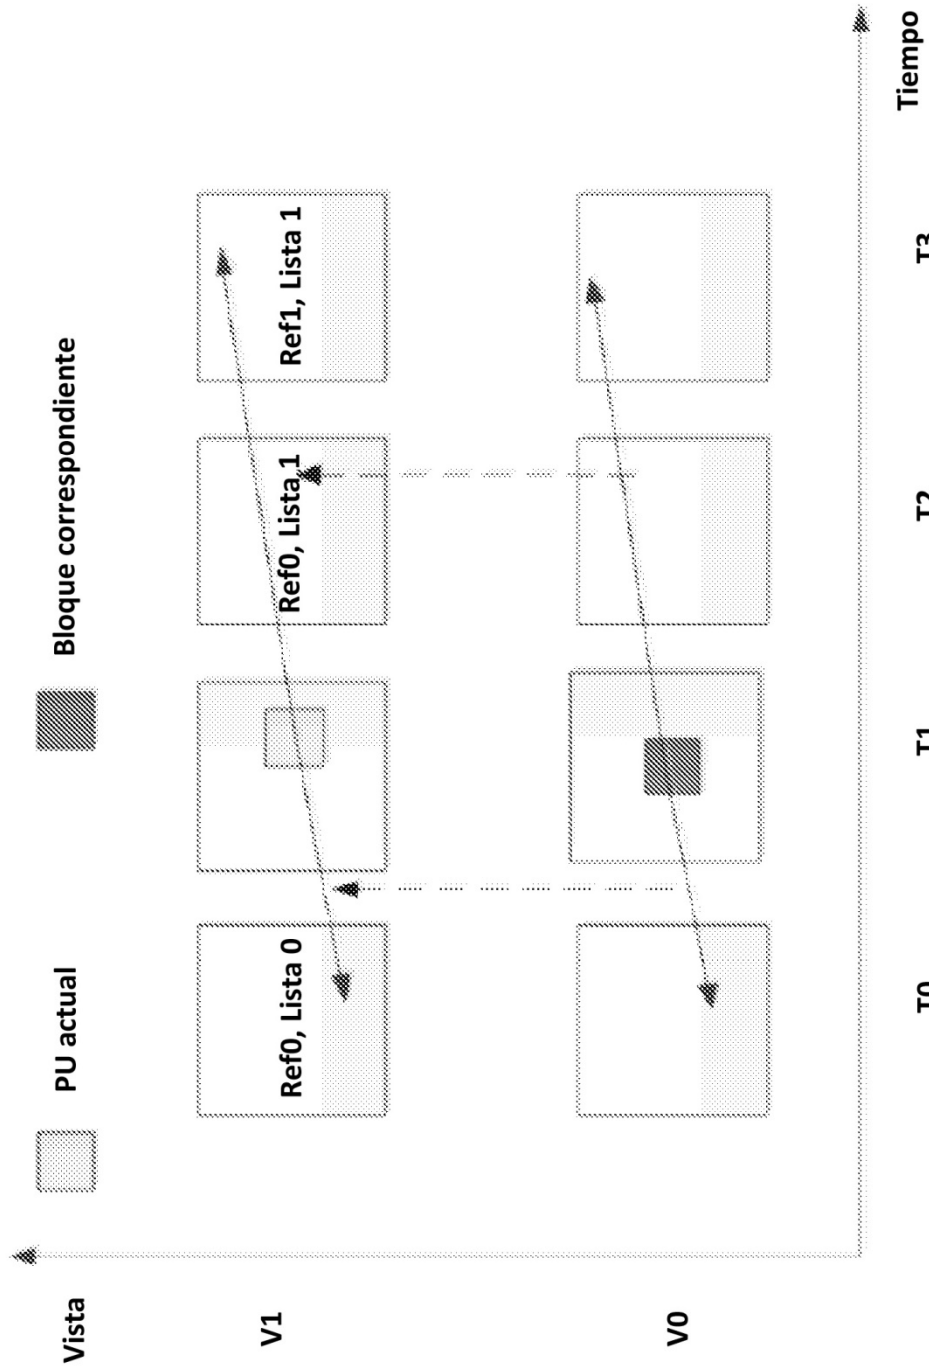 PU actual
Bloque correspondiente
Vista
V1
Ref0, Lista 0
Ref0, Lista 1
Ref1, Lista 1
V0
T0
T1
T2
T3
Tiempo